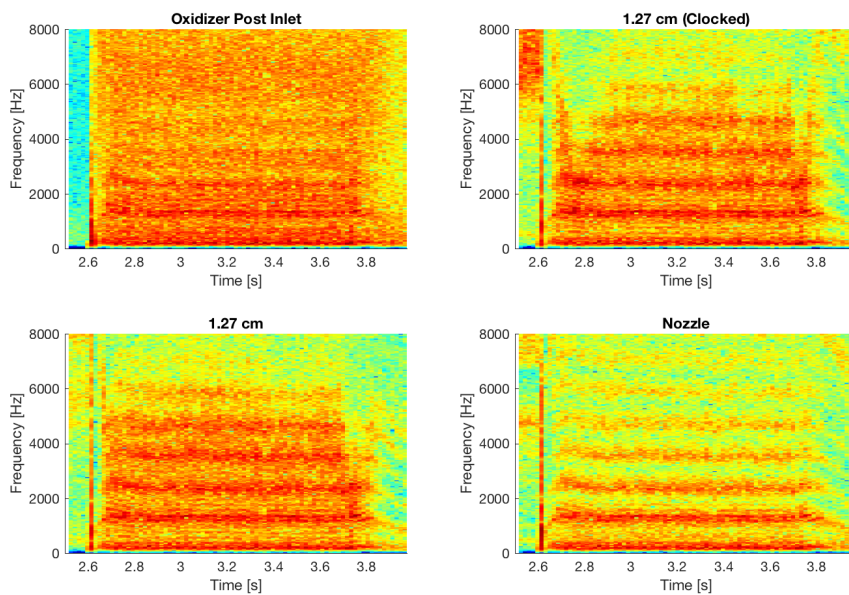 Oxidizer Post Inlet
8000
6000
4000
2000
0
Frequency [Hz]
2.6 2.8 3 3.2 3.4 3.6 3.8
Time [s]
1.27 cm (Clocked)
8000
6000
4000
2000
0
Frequency [Hz]
2.6 2.8 3 3.2 3.4 3.6 3.8
Time [s]
1.27 cm
8000
6000
4000
2000
0
Frequency [Hz]
2.6 2.8 3 3.2 3.4 3.6 3.8
Time [s]
Nozzle
8000
6000
4000
2000
0
Frequency [Hz]
2.6 2.8 3 3.2 3.4 3.6 3.8
Time [s]